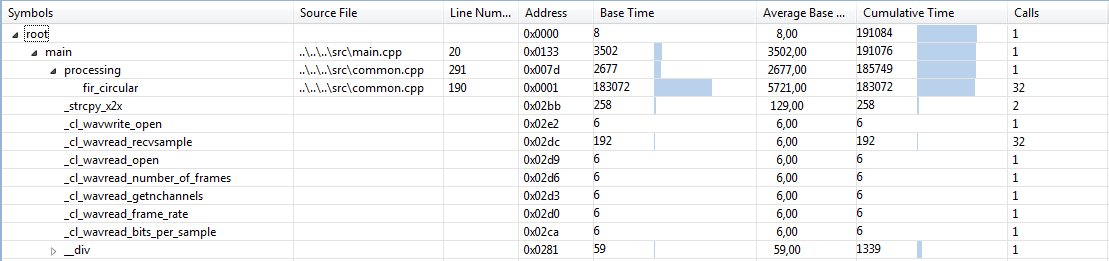 Symbols Source File Line Num... Address Base Time Average Base ... Cumulative Time Calls
root 0x0000 8 8,00 191084 1
main ..\..\..\src\main.cpp 20 0x0133 3502 3502,00 191076 1
processing ..\..\..\src\common.cpp 291 0x007d 2677 2677,00 185749 1
fir_circular ..\..\..\src\common.cpp 190 0x0001 183072 5721,00 183072 32
_strcpy_x2x 0x02bb 258 129,00 258 2
_cl_wavwrite_open 0x02e2 6 6,00 6 1
_cl_wavread_recvsample 0x02dc 192 6,00 192 32
_cl_wavread_open 0x02d9 6 6,00 6 1
_cl_wavread_number_of_frames 0x02d6 6 6,00 6 1
_cl_wavread_getnchannels 0x02d3 6 6,00 6 1
_cl_wavread_frame_rate 0x02d0 6 6,00 6 1
_cl_wavread_bits_per_sample 0x02ca 6 6,00 6 1
__div 0x0281 59 59,00 1339 1